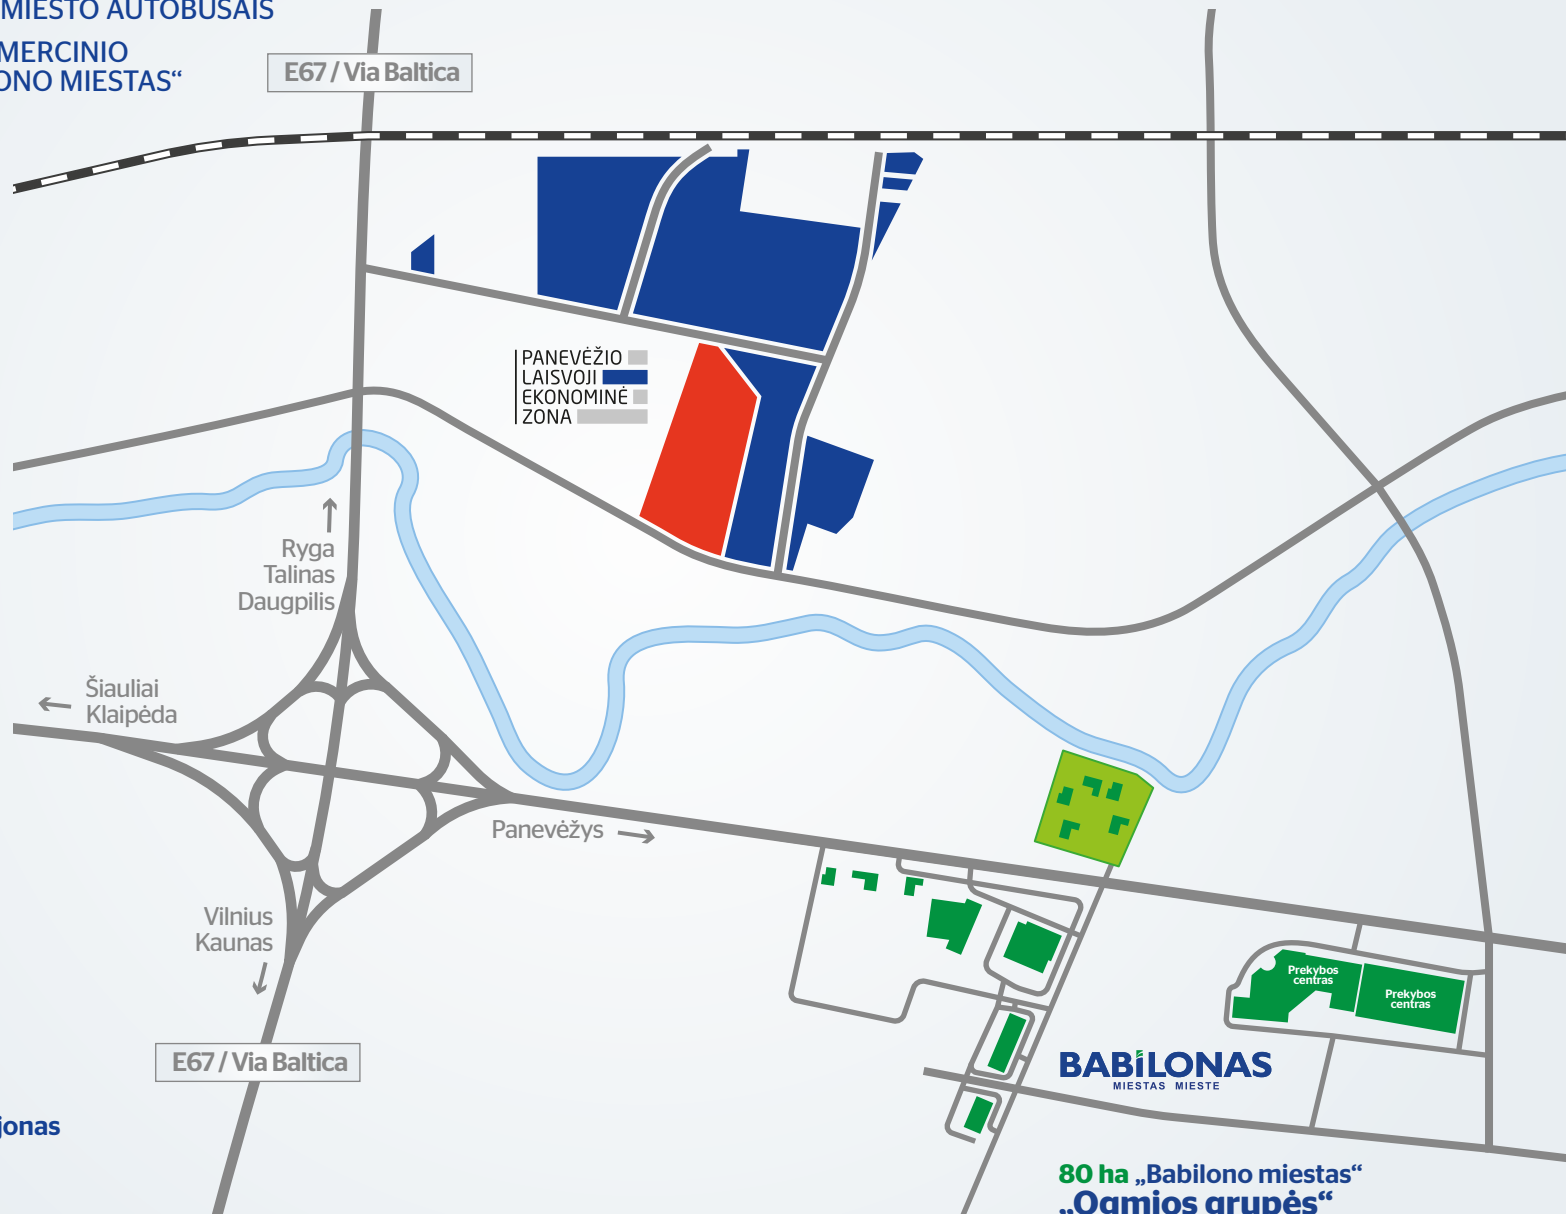 MIESTO AUTOBUSAIS
MERCINIO
ONO MIESTAS“
E67 / Via Baltica
PANEVĖŽIO
LAISVOJI
EKONOMINĖ
ZONA
Ryga
Talinas
Daugpilis
Šiauliai
Klaipėda
Panevėžys
Vilnius
Kaunas
E67 / Via Baltica
Prekybos
centras
Prekybos
centras
BABILONAS
MIESTAS MIESTE
jonas
80 ha „Babilono miestas“
„Ogmios grupės“